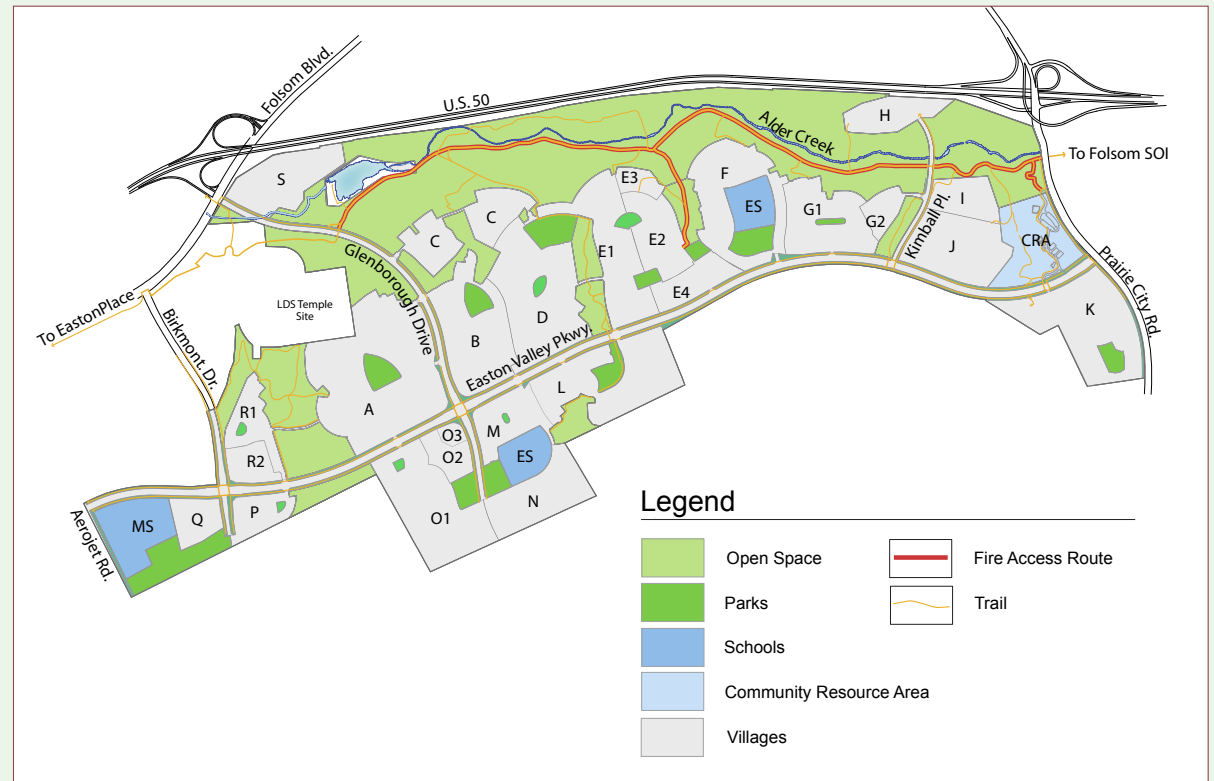 Folsom Blvd.
U.S. 50
H
Alder Creek
To Folsom SOI
S
E3
F
C
C
ES
G1
G2
I
Kimball Pl.
E1
E2
J
CRA
Glenborough Drive
Prairie City Rd.
To EastonPlace
LDS Temple
Site
Birkmont. Dr.
B
D
E4
K
Easton Valley Pkwy.
L
A
R1
R2
O3
O2
M
ES
O1
N
MS
Q
P
Aerojet Rd.
Legend
Open Space
Fire Access Route
Parks
Trail
Schools
Community Resource Area
Villages